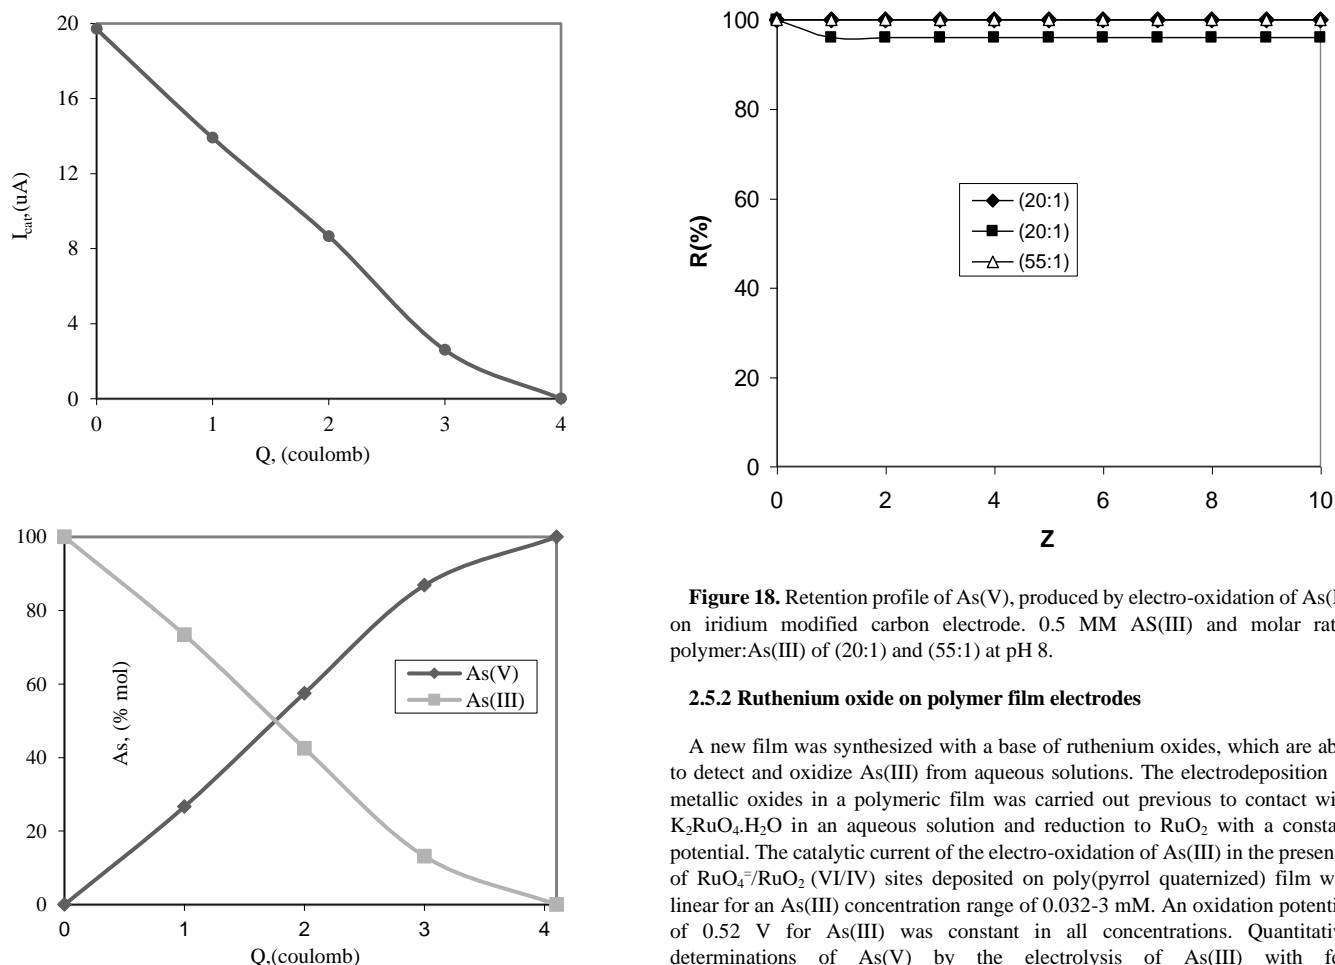 20
16
12
8
4
0
I_cat,(uA)
0 1 2 3 4
Q, (coulomb)
100
80
60
40
20
0
As, (% mol)
As(V)
As(III)
0 1 2 3 4
Q,(coulomb)
100
80
60
40
20
0
R(%)
(20:1)
(20:1)
(55:1)
0 2 4 6 8 10
Z
Figure 18. Retention profile of As(V), produced by electro-oxidation of
on iridium modified carbon electrode. 0.5 MM AS(III) and molar
polymer:As(III) of (20:1) and (55:1) at pH 8.
2.5.2 Ruthenium oxide on polymer film electrodes
A new film was synthesized with a base of ruthenium oxides, which are
to detect and oxidize As(III) from aqueous solutions. The electrodeposition
metallic oxides in a polymeric film was carried out previous to contact
K₂RuO₄.H₂O in an aqueous solution and reduction to RuO₂ with a
potential. The catalytic current of the electro-oxidation of As(III) in the
of RuO₄⁼/RuO₂ (VI/IV) sites deposited on poly(pyrrol quaternized) film
linear for an As(III) concentration range of 0.032-3 mM. An oxidation
of 0.52 V for As(III) was constant in all concentrations.
determinations of As(V) by the electrolysis of As(III) with